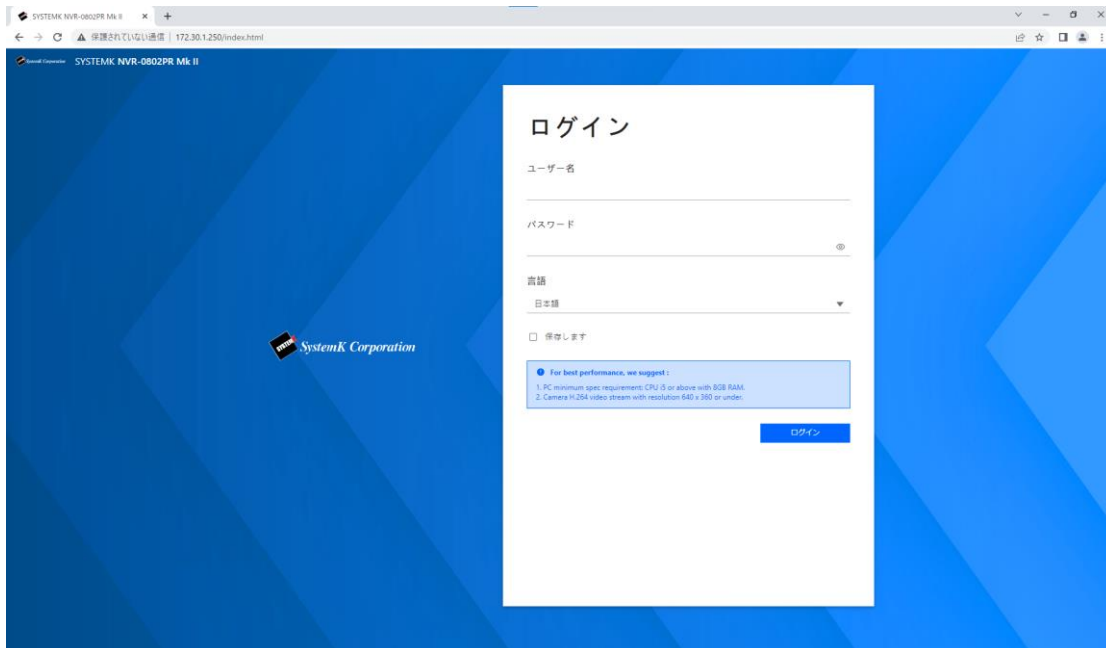 SYSTEMK NVR-0802PR Mk II
保護されていない通信 | 172.30.1.250/index.html
SystemK Corporation SYSTEMK NVR-0802PR Mk II
ログイン
ユーザー名
パスワード
言語
日本語
保存します
SYSTEMK SystemK Corporation
For best performance, we suggest :
1. PC minimum spec requirement: CPU i5 or above with 8GB RAM.
2. Camera H.264 video stream with resolution 640 x 360 or under.
ログイン